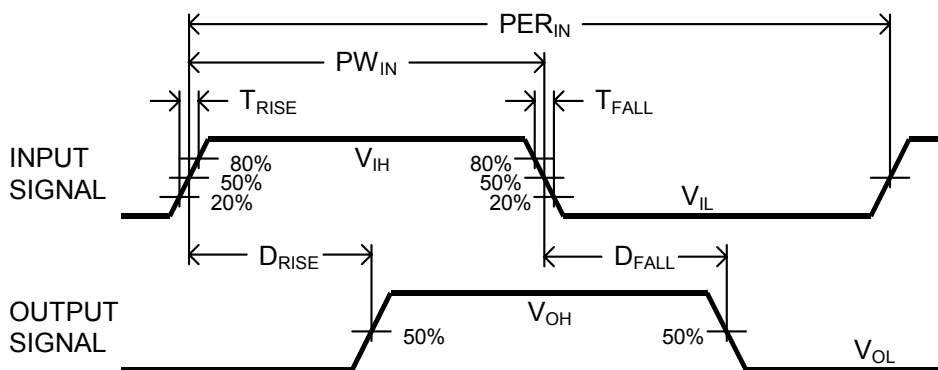 PER_IN
PW_IN
T_RISE
T_FALL
INPUT
SIGNAL
80%
50%
20%
V_IH
80%
50%
20%
V_IL
D_RISE
D_FALL
OUTPUT
SIGNAL
50%
V_OH
50%
V_OL